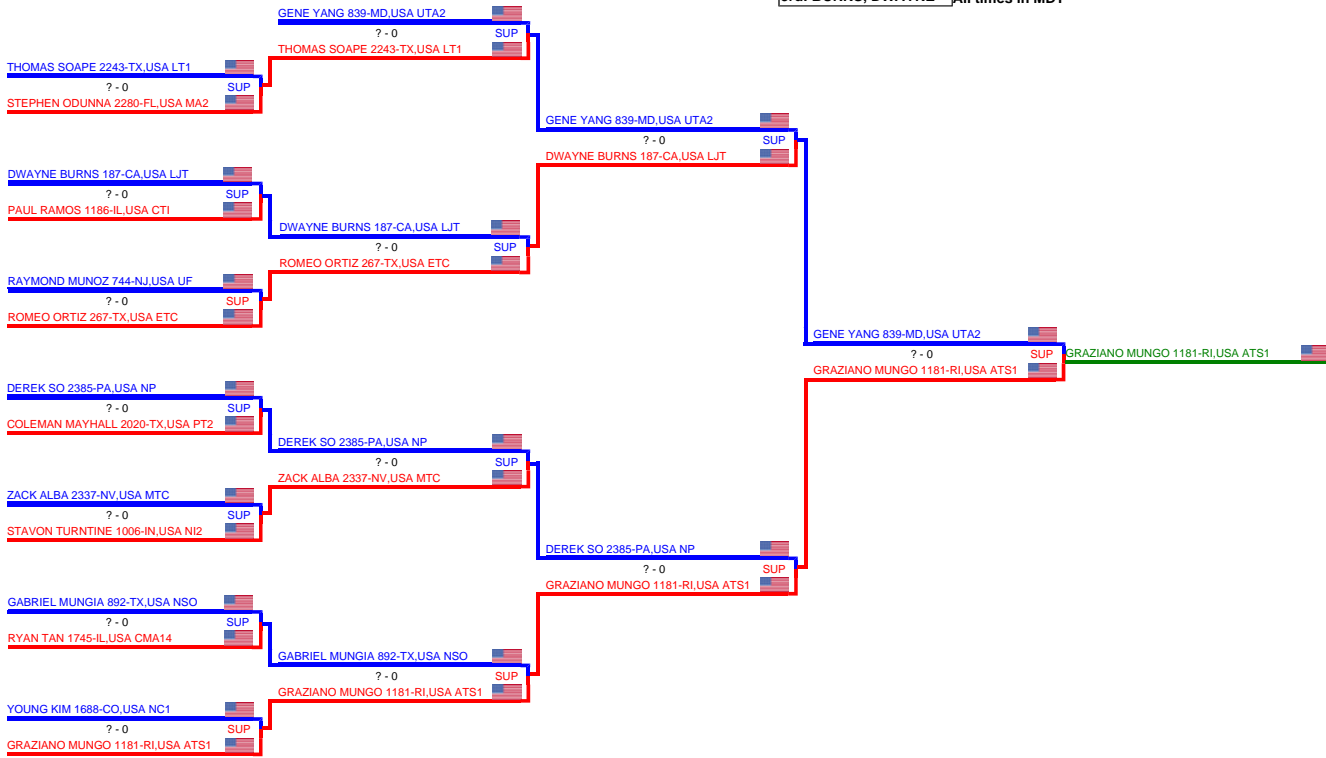 3rd: BURNS, DWAYNE All times in MDT
GENE YANG 839-MD,USA UTA2
? - 0 SUP
THOMAS SOAPE 2243-TX,USA LT1
THOMAS SOAPE 2243-TX,USA LT1
? - 0 SUP
STEPHEN ODUNNA 2280-FL,USA MA2
GENE YANG 839-MD,USA UTA2
? - 0 SUP
DWAYNE BURNS 187-CA,USA LJT
DWAYNE BURNS 187-CA,USA LJT
? - 0 SUP
PAUL RAMOS 1186-IL,USA CTI
DWAYNE BURNS 187-CA,USA LJT
? - 0 SUP
ROMEO ORTIZ 267-TX,USA ETC
RAYMOND MUNOZ 744-NJ,USA UF
? - 0 SUP
ROMEO ORTIZ 267-TX,USA ETC
GENE YANG 839-MD,USA UTA2
? - 0 SUP
GRAZIANO MUNGO 1181-RI,USA ATS1
GRAZIANO MUNGO 1181-RI,USA ATS1
DEREK SO 2385-PA,USA NP
? - 0 SUP
COLEMAN MAYHALL 2020-TX,USA PT2
DEREK SO 2385-PA,USA NP
? - 0 SUP
ZACK ALBA 2337-NV,USA MTC
ZACK ALBA 2337-NV,USA MTC
? - 0 SUP
STAVON TURNTINE 1006-IN,USA NI2
DEREK SO 2385-PA,USA NP
? - 0 SUP
GRAZIANO MUNGO 1181-RI,USA ATS1
GABRIEL MUNGIA 892-TX,USA NSO
? - 0 SUP
RYAN TAN 1745-IL,USA CMA14
GABRIEL MUNGIA 892-TX,USA NSO
? - 0 SUP
GRAZIANO MUNGO 1181-RI,USA ATS1
YOUNG KIM 1688-CO,USA NC1
? - 0 SUP
GRAZIANO MUNGO 1181-RI,USA ATS1